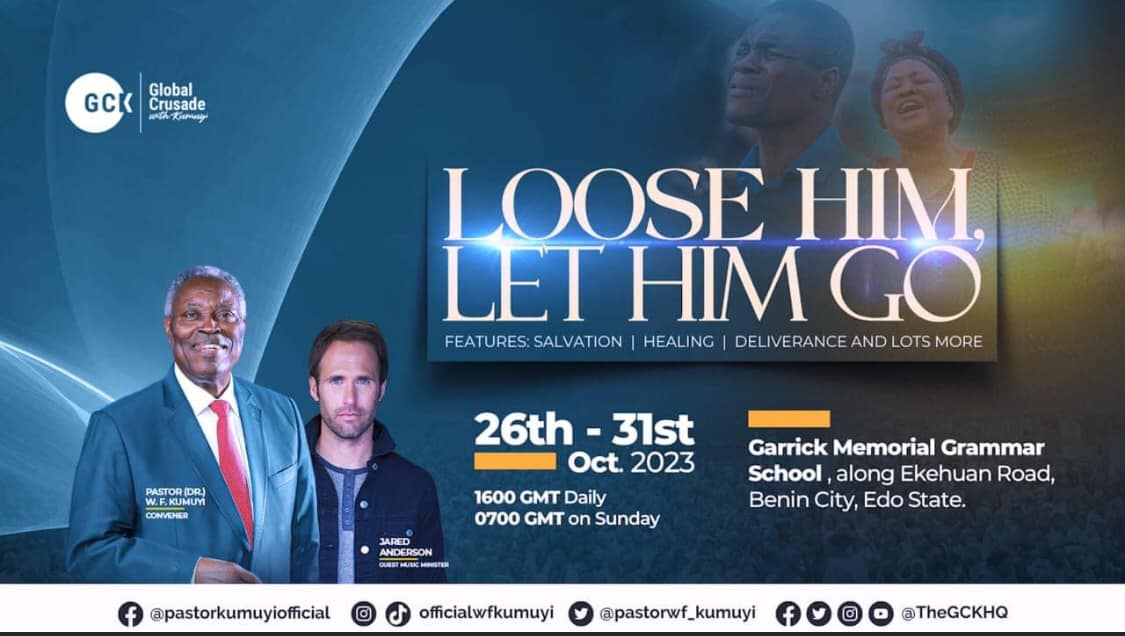 GCK
Global
Crusade
with Kumuyi
LOOSE HIM,
LET HIM GO
FEATURES: SALVATION | HEALING | DELIVERANCE AND LOTS MORE
26th - 31st
Oct. 2023
1600 GMT Daily
0700 GMT on Sunday
Garrick Memorial Grammar
School , along Ekehuan Road,
Benin City, Edo State.
PASTOR (DR.)
W. F. KUMUYI
CONVENER
JARED
ANDERSON
GUEST MUSIC MINISTER
@pastorkumuyiofficial officialwfkumuyi @pastorwf_kumuyi @TheGCKHQ